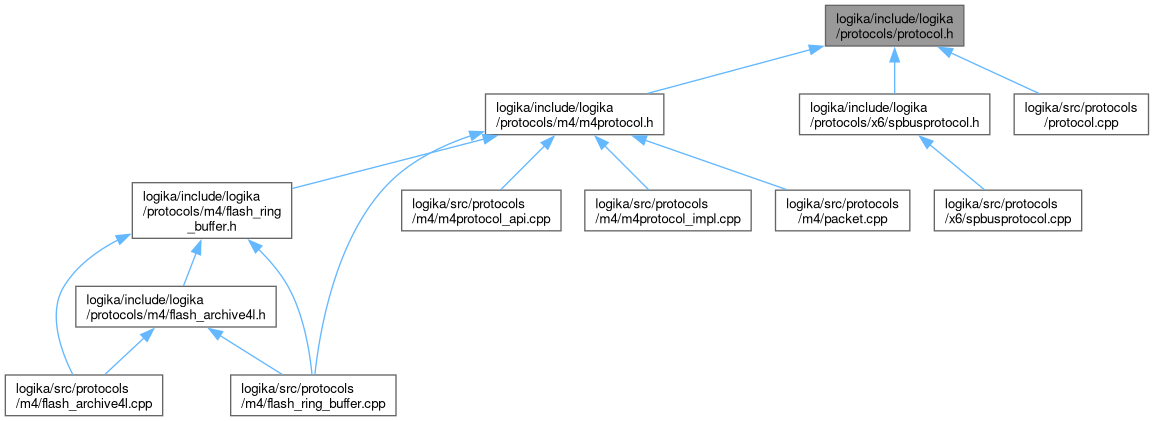 logika/include/logika
/protocols/protocol.h
logika/include/logika
/protocols/m4/m4protocol.h
logika/include/logika
/protocols/x6/spbusprotocol.h
logika/src/protocols
/protocol.cpp
logika/include/logika
/protocols/m4/flash_ring
_buffer.h
logika/src/protocols
/m4/m4protocol_api.cpp
logika/src/protocols
/m4/m4protocol_impl.cpp
logika/src/protocols
/m4/packet.cpp
logika/src/protocols
/x6/spbusprotocol.cpp
logika/include/logika
/protocols/m4/flash_archive4l.h
logika/src/protocols
/m4/flash_archive4l.cpp
logika/src/protocols
/m4/flash_ring_buffer.cpp